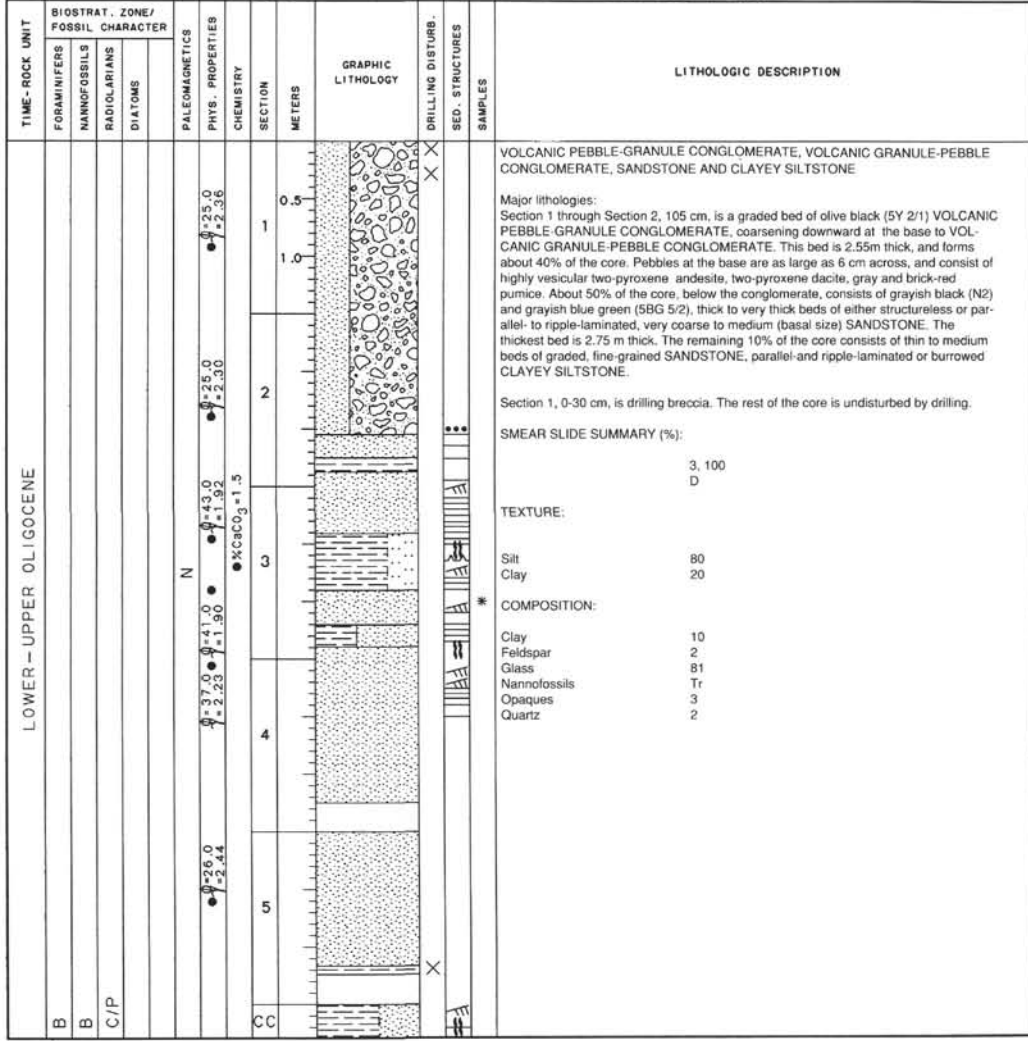 TIME-ROCK UNIT
BIOSTRAT. ZONE/
FOSSIL CHARACTER
FORAMINIFERS
NANNOFOSSILS
RADIOLARIANS
DIATOMS
PALEOMAGNETICS
PHYS. PROPERTIES
CHEMISTRY
SECTION
METERS
GRAPHIC
LITHOLOGY
DRILLING DISTURB.
SED. STRUCTURES
SAMPLES
LITHOLOGIC DESCRIPTION
LOWER-UPPER OLIGOCENE
B
B
C/P
N
Ø=25.0
γ=2.36
Ø=25.0
γ=2.30
Ø=43.0
γ=1.92
Ø=41.0
γ=1.90
Ø=37.0
γ=2.23
Ø=26.0
γ=2.44
●%CaCO3=1.5
1
2
3
4
5
CC
0.5
1.0
X
X
X
*
VOLCANIC PEBBLE-GRANULE CONGLOMERATE, VOLCANIC GRANULE-PEBBLE
CONGLOMERATE, SANDSTONE AND CLAYEY SILTSTONE
Major lithologies:
Section 1 through Section 2, 105 cm, is a graded bed of olive black (5Y 2/1) VOLCANIC
PEBBLE-GRANULE CONGLOMERATE, coarsening downward at the base to VOL-
CANIC GRANULE-PEBBLE CONGLOMERATE. This bed is 2.55m thick, and forms
about 40% of the core. Pebbles at the base are as large as 6 cm across, and consist of
highly vesicular two-pyroxene andesite, two-pyroxene dacite, gray and brick-red
pumice. About 50% of the core, below the conglomerate, consists of grayish black (N2)
and grayish blue green (5BG 5/2), thick to very thick beds of either structureless or par-
allel- to ripple-laminated, very coarse to medium (basal size) SANDSTONE. The
thickest bed is 2.75 m thick. The remaining 10% of the core consists of thin to medium
beds of graded, fine-grained SANDSTONE, parallel-and ripple-laminated or burrowed
CLAYEY SILTSTONE.
Section 1, 0-30 cm, is drilling breccia. The rest of the core is undisturbed by drilling.
SMEAR SLIDE SUMMARY (%):
3, 100
D
TEXTURE:
Silt 80
Clay 20
COMPOSITION:
Clay 10
Feldspar 2
Glass 81
Nannofossils Tr
Opaques 3
Quartz 2